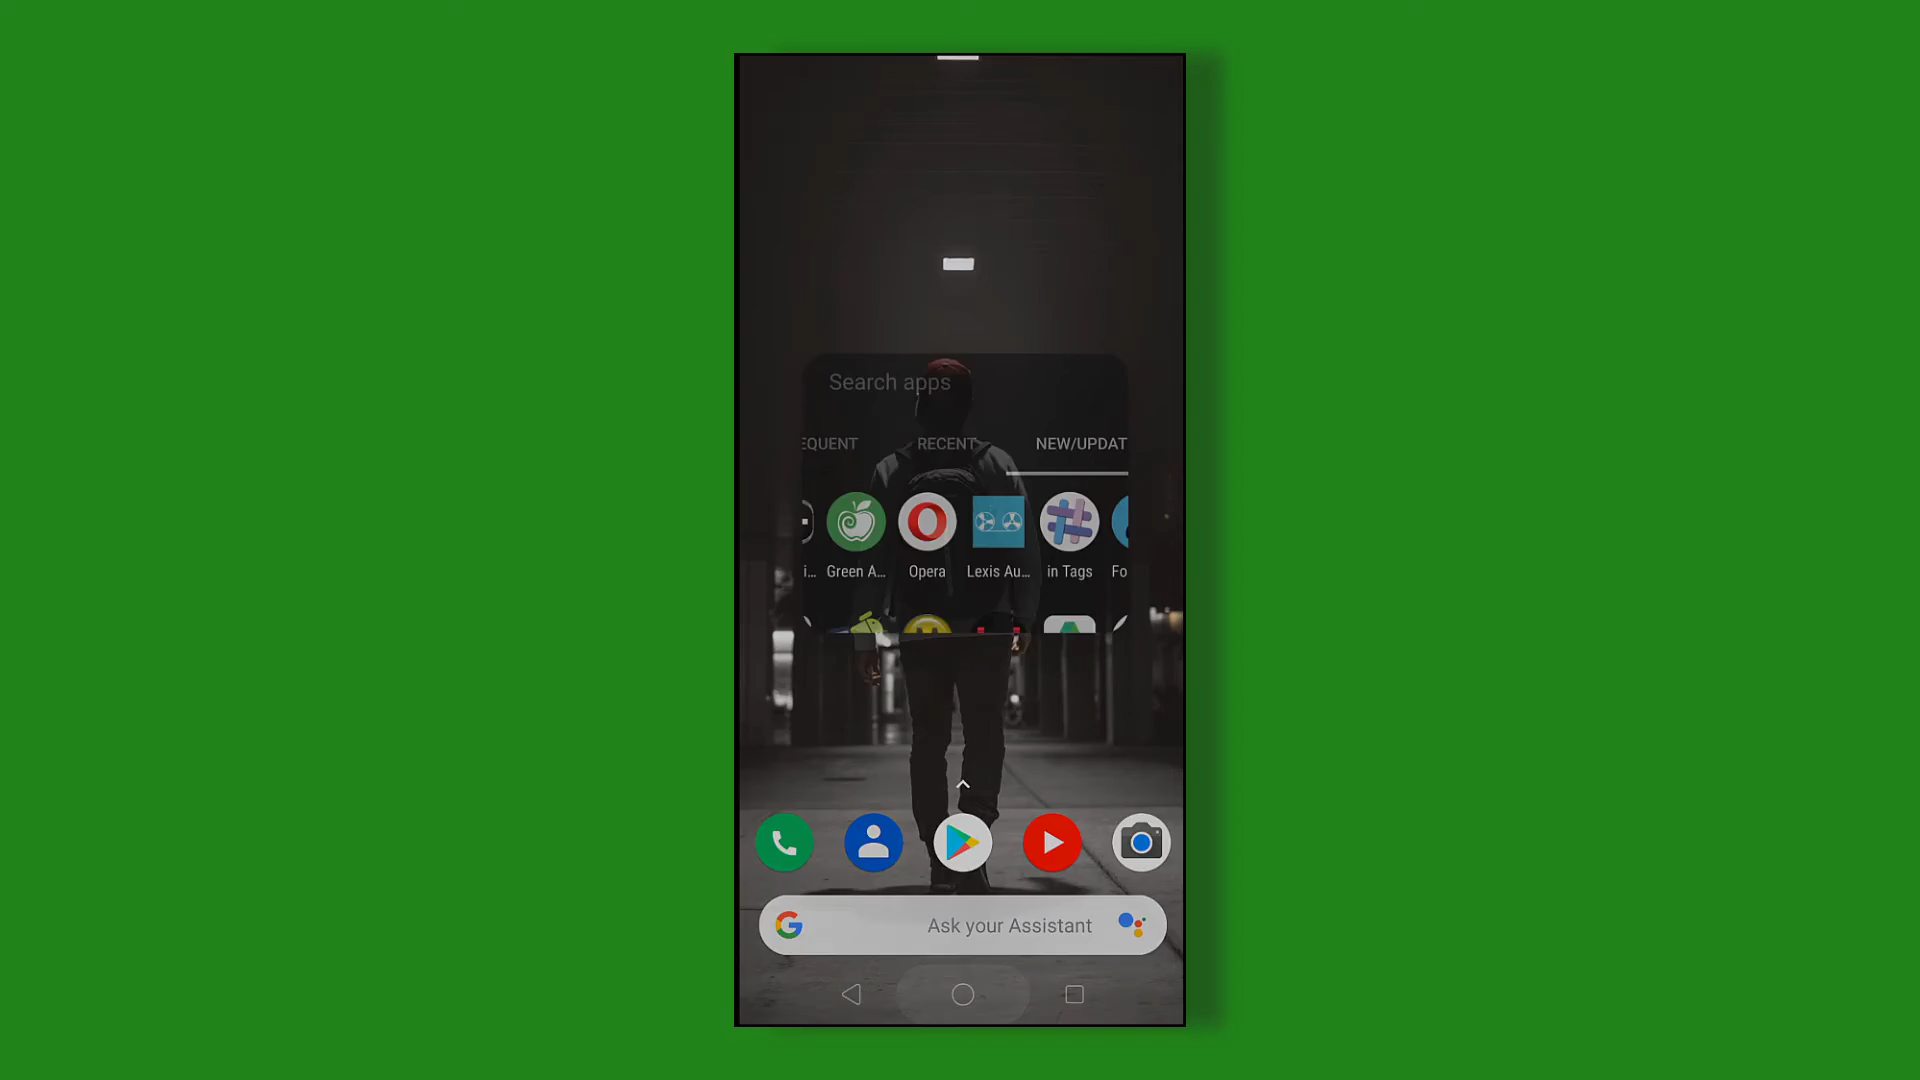 Search apps
EQUENT RECENT NEW/UPDAT
i... Green A... Opera Lexis Au... in Tags Fo
Ask your Assistant